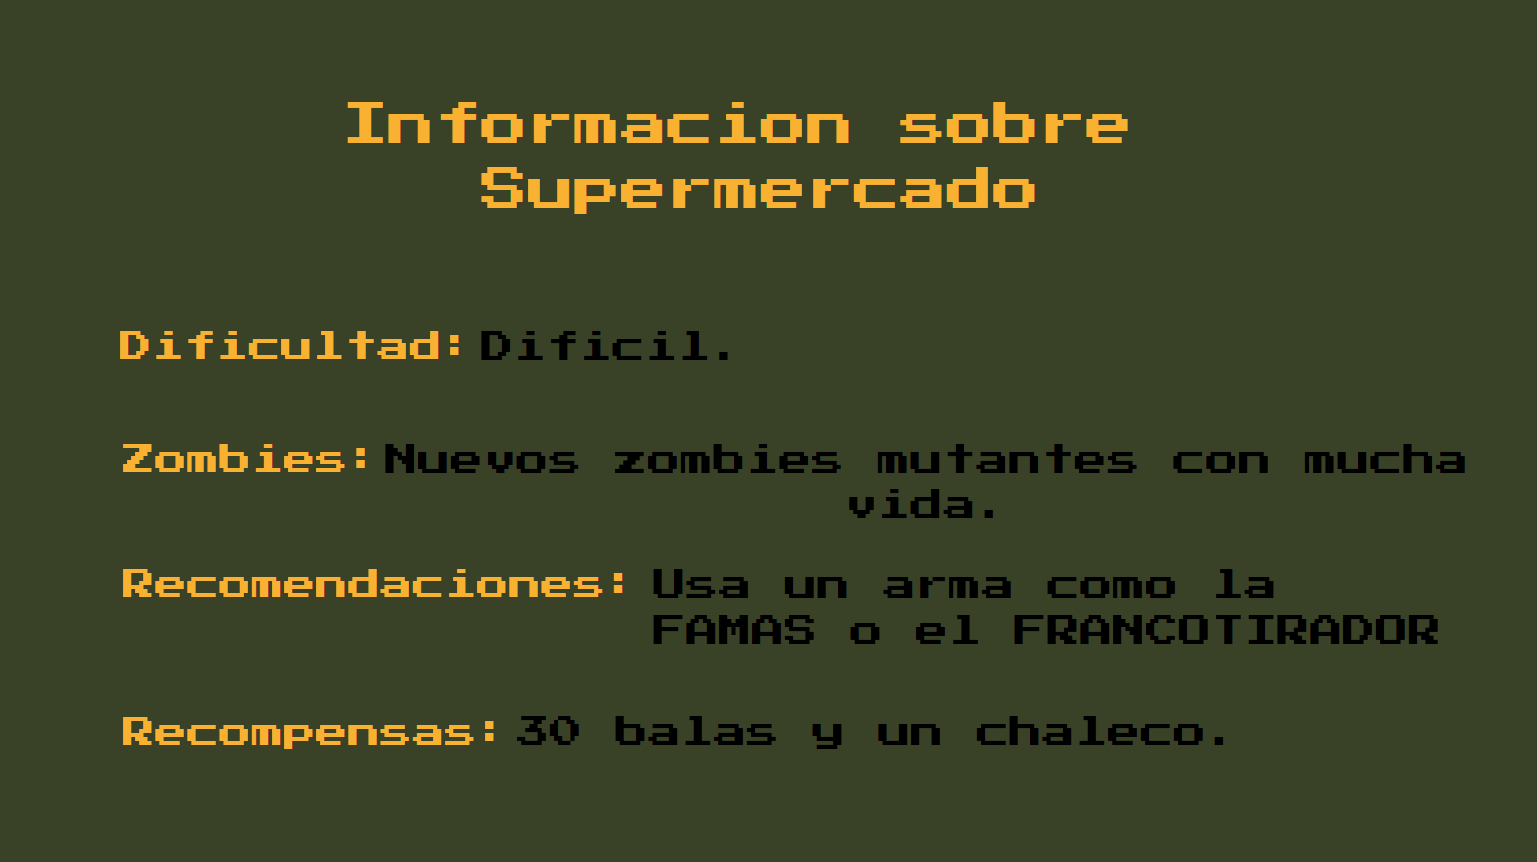 Informacion sobre
Supermercado
Dificultad: Dificil.
Zombies: Nuevos zombies mutantes con mucha
vida.
Recomendaciones: Usa un arma como la
FAMAS o el FRANCOTIRADOR
Recompensas: 30 balas y un chaleco.